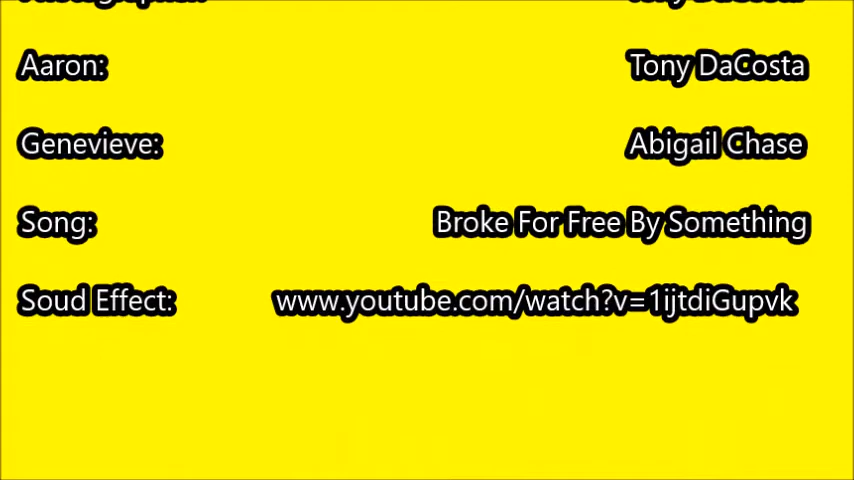 Aaron: Tony DaCosta
Genevieve: Abigail Chase
Song: Broke For Free By Something
Soud Effect: www.youtube.com/watch?v=1ijtdiGupvk